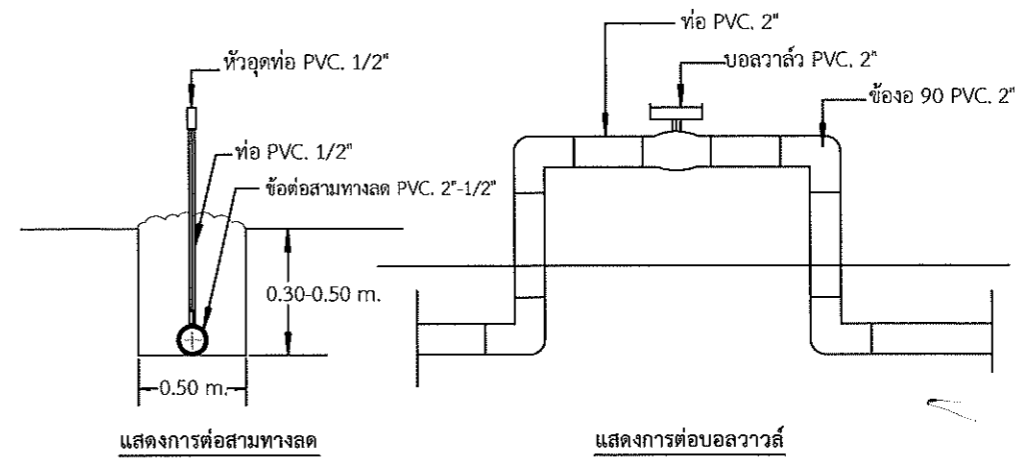 ท่อ PVC. 2"
หัวอุดท่อ PVC. 1/2"
บอลวาล์ว PVC. 2"
ข้องอ 90 PVC. 2"
ท่อ PVC. 1/2"
ข้อต่อสามทางลด PVC. 2"-1/2"
0.30-0.50 m.
0.50 m.
แสดงการต่อสามทางลด
แสดงการต่อบอลวาวล์